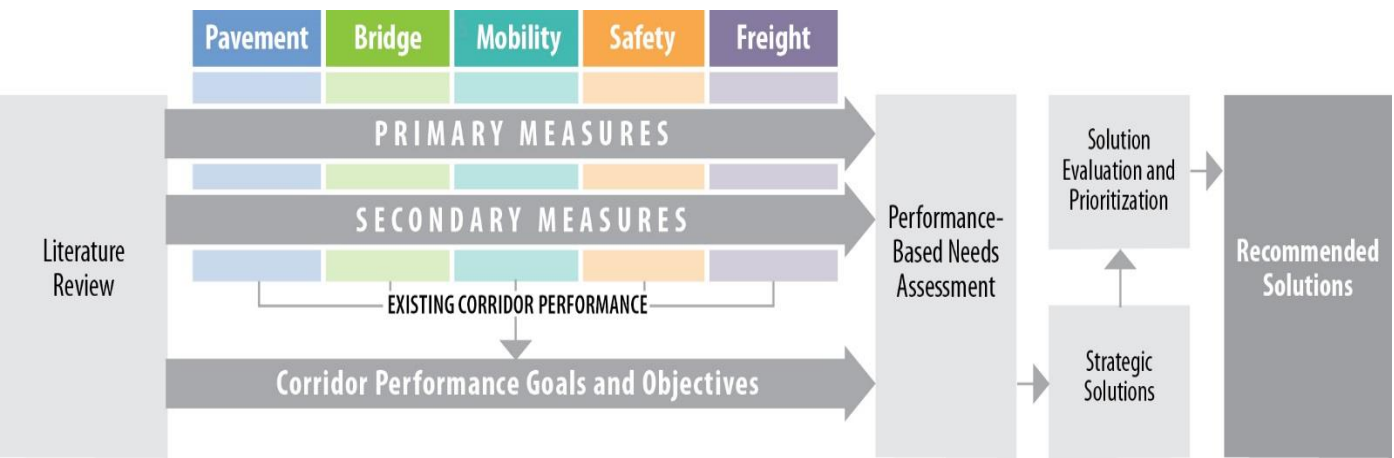 Pavement
Bridge
Mobility
Safety
Freight
PRIMARY MEASURES
SECONDARY MEASURES
Literature
Review
EXISTING CORRIDOR PERFORMANCE
Corridor Performance Goals and Objectives
Performance-
Based Needs
Assessment
Solution
Evaluation and
Prioritization
Strategic
Solutions
Recommended
Solutions